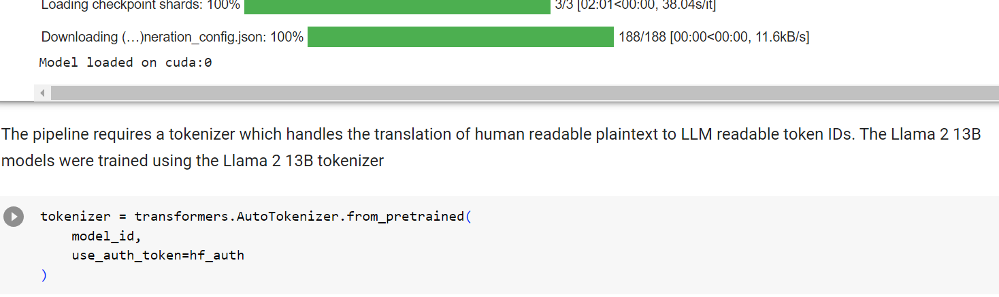 Loading checkpoint shards: 100% 3/3 [02:01<00:00, 38.04s/it]
Downloading (…)neration_config.json: 100% 188/188 [00:00<00:00, 11.6kB/s]
Model loaded on cuda:0
The pipeline requires a tokenizer which handles the translation of human readable plaintext to LLM readable token IDs. The Llama 2 13B
models were trained using the Llama 2 13B tokenizer
tokenizer = transformers.AutoTokenizer.from_pretrained(
    model_id,
    use_auth_token=hf_auth
)